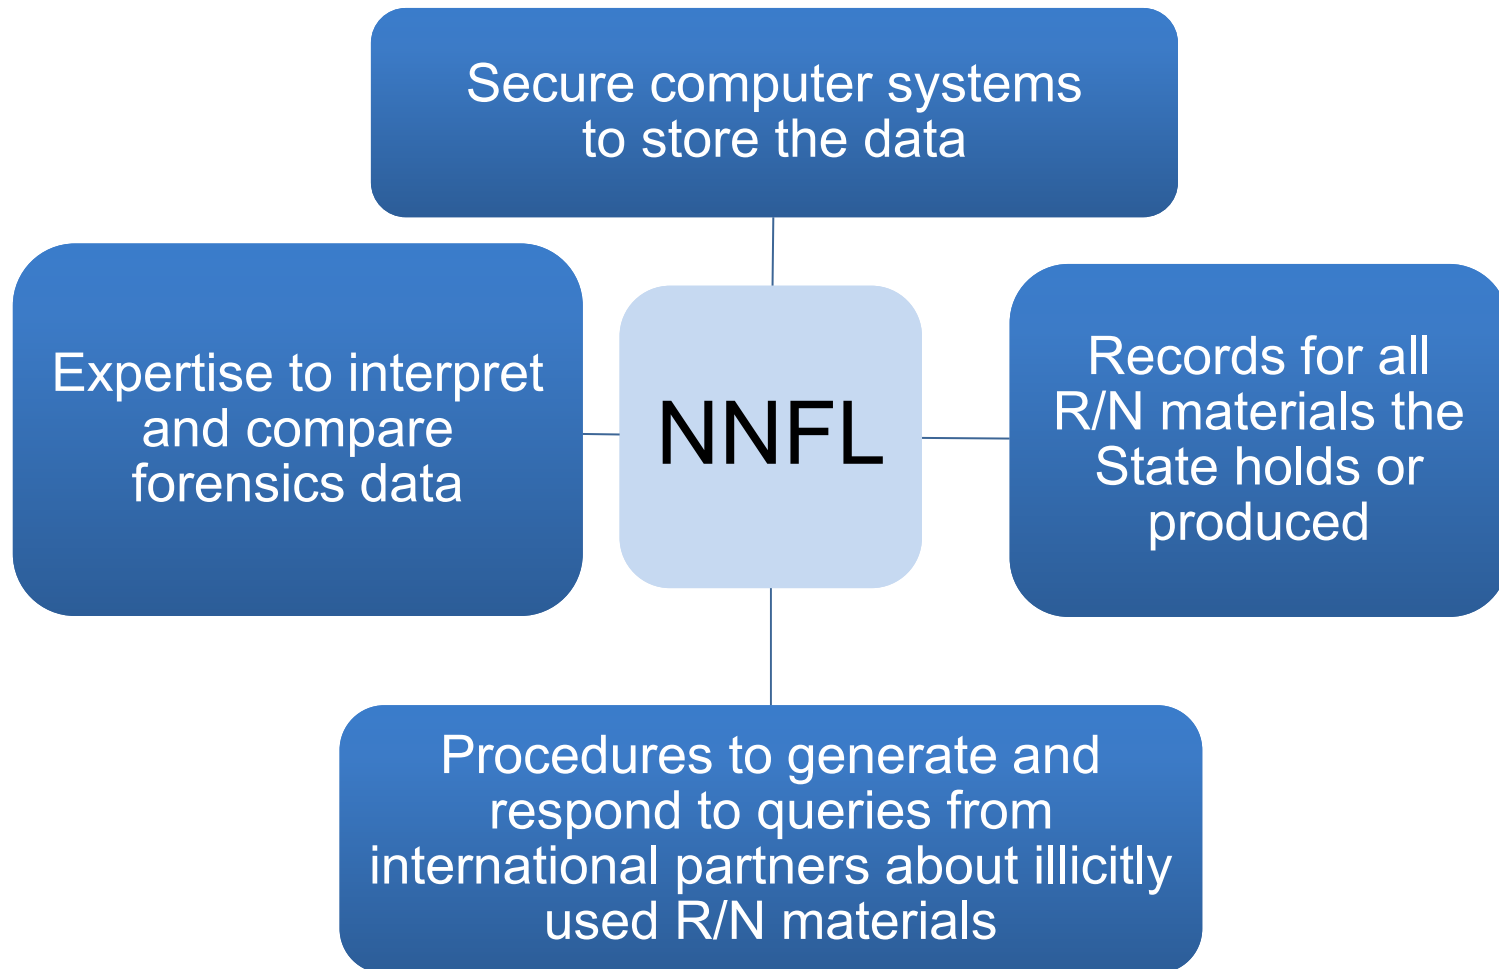 Secure computer systems
to store the data
Expertise to interpret
and compare
forensics data
NNFL
Records for all
R/N materials the
State holds or
produced
Procedures to generate and
respond to queries from
international partners about illicitly
used R/N materials